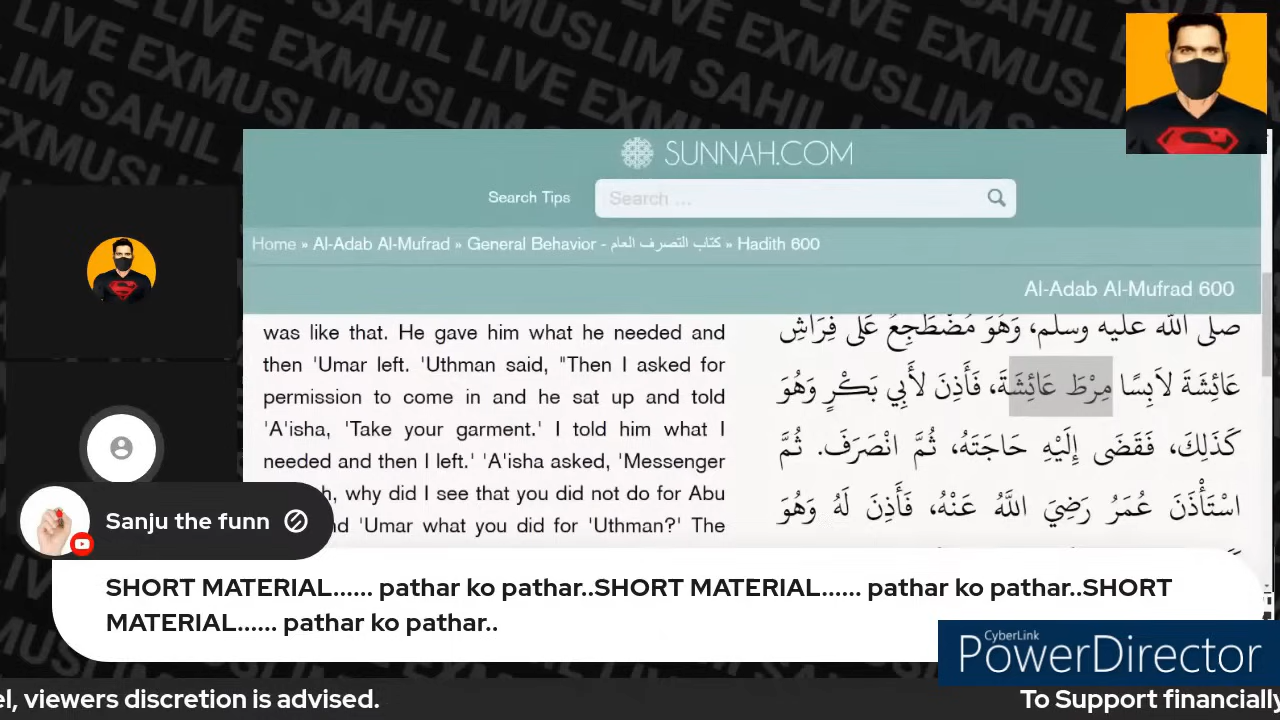 LIVE EXMUSLIM SAHIL LIVE EXMUSLIM SAHIL
SUNNAH.COM
Search Tips
Search ...
Home » Al-Adab Al-Mufrad » General Behavior - كتاب التصرف العام » Hadith 600
Al-Adab Al-Mufrad 600
was like that. He gave him what he needed and
then 'Umar left. 'Uthman said, "Then I asked for
permission to come in and he sat up and told
'A'isha, 'Take your garment.' I told him what I
needed and then I left.' 'A'isha asked, 'Messenger
h, why did I see that you did not do for Abu
nd 'Umar what you did for 'Uthman?' The
صلى الله عليه وسلم، وَهُوَ مُضْطَجِعٌ عَلَى فِرَاشِ
عَائِشَةَ لاَبِسًا مِرْطَ عَائِشَةَ، فَأَذِنَ لأَبِي بَكْرٍ وَهُوَ
كَذَلِكَ، فَقَضَى إِلَيْهِ حَاجَتَهُ، ثُمَّ انْصَرَفَ. ثُمَّ
اسْتَأْذَنَ عُمَرُ رَضِيَ اللَّهُ عَنْهُ، فَأَذِنَ لَهُ وَهُوَ
Sanju the funn
SHORT MATERIAL...... pathar ko pathar..SHORT MATERIAL...... pathar ko pathar..SHORT
MATERIAL...... pathar ko pathar..
CyberLink
PowerDirector
el, viewers discretion is advised.
To Support financially